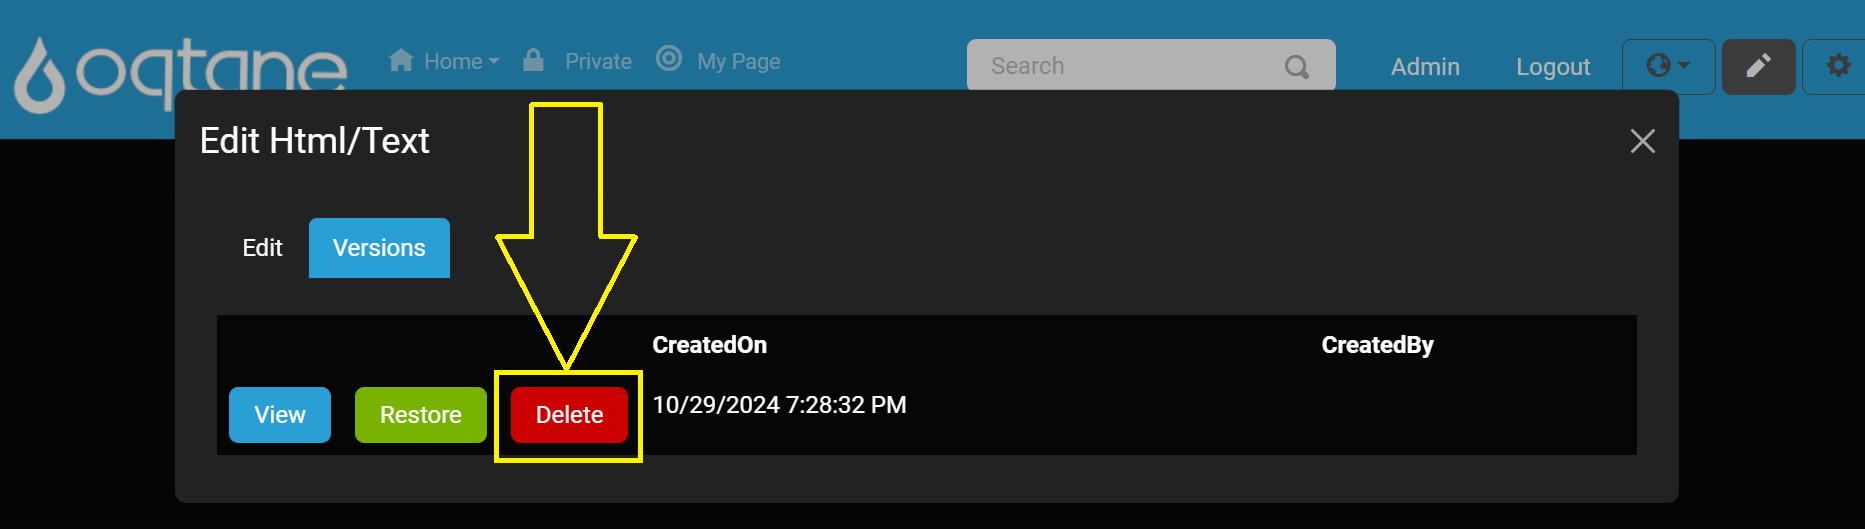 oqtane Home Private My Page Search Admin Logout
Edit Html/Text
Edit Versions
CreatedOn CreatedBy
View Restore Delete 10/29/2024 7:28:32 PM